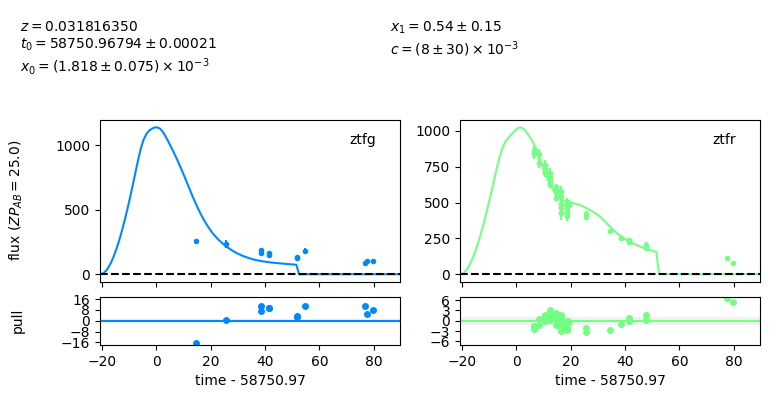 z = 0.031816350
t₀ = 58750.96794 ± 0.00021
x₀ = (1.818 ± 0.075) × 10⁻³
x₁ = 0.54 ± 0.15
c = (8 ± 30) × 10⁻³
flux (ZP_AB = 25.0)
1000
500
0
ztfg
1000
750
500
250
0
ztfr
pull
16
8
0
−8
−16
−20 0 20 40 60 80
time - 58750.97
6
3
0
−3
−6
−20 0 20 40 60 80
time - 58750.97